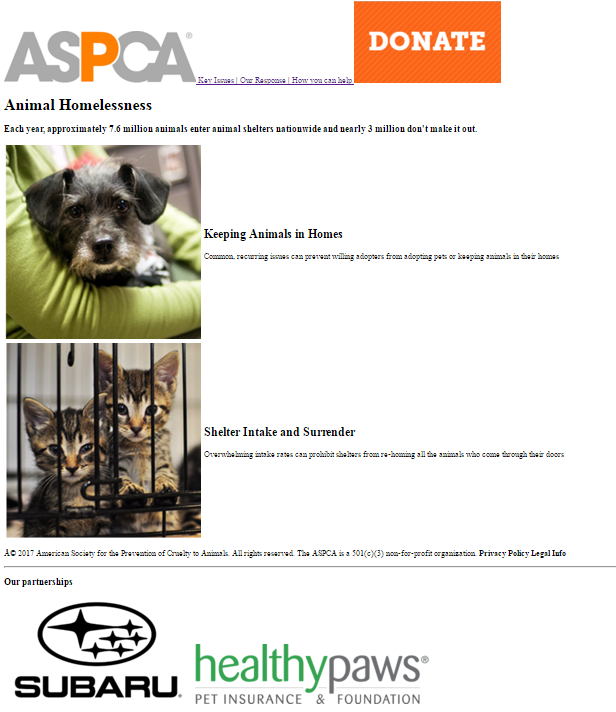 ASPCA® Key Issues | Our Response | How you can help DONATE
Animal Homelessness
Each year, approximately 7.6 million animals enter animal shelters nationwide and nearly 3 million don't make it out.
Keeping Animals in Homes
Common, recurring issues can prevent willing adopters from adopting pets or keeping animals in their homes
Shelter Intake and Surrender
Overwhelming intake rates can prohibit shelters from re-homing all the animals who come through their doors
Â© 2017 American Society for the Prevention of Cruelty to Animals. All rights reserved. The ASPCA is a 501(c)(3) non-for-profit organization. Privacy Policy Legal Info
Our partnerships
SUBARU®
healthypaws®
PET INSURANCE & FOUNDATION